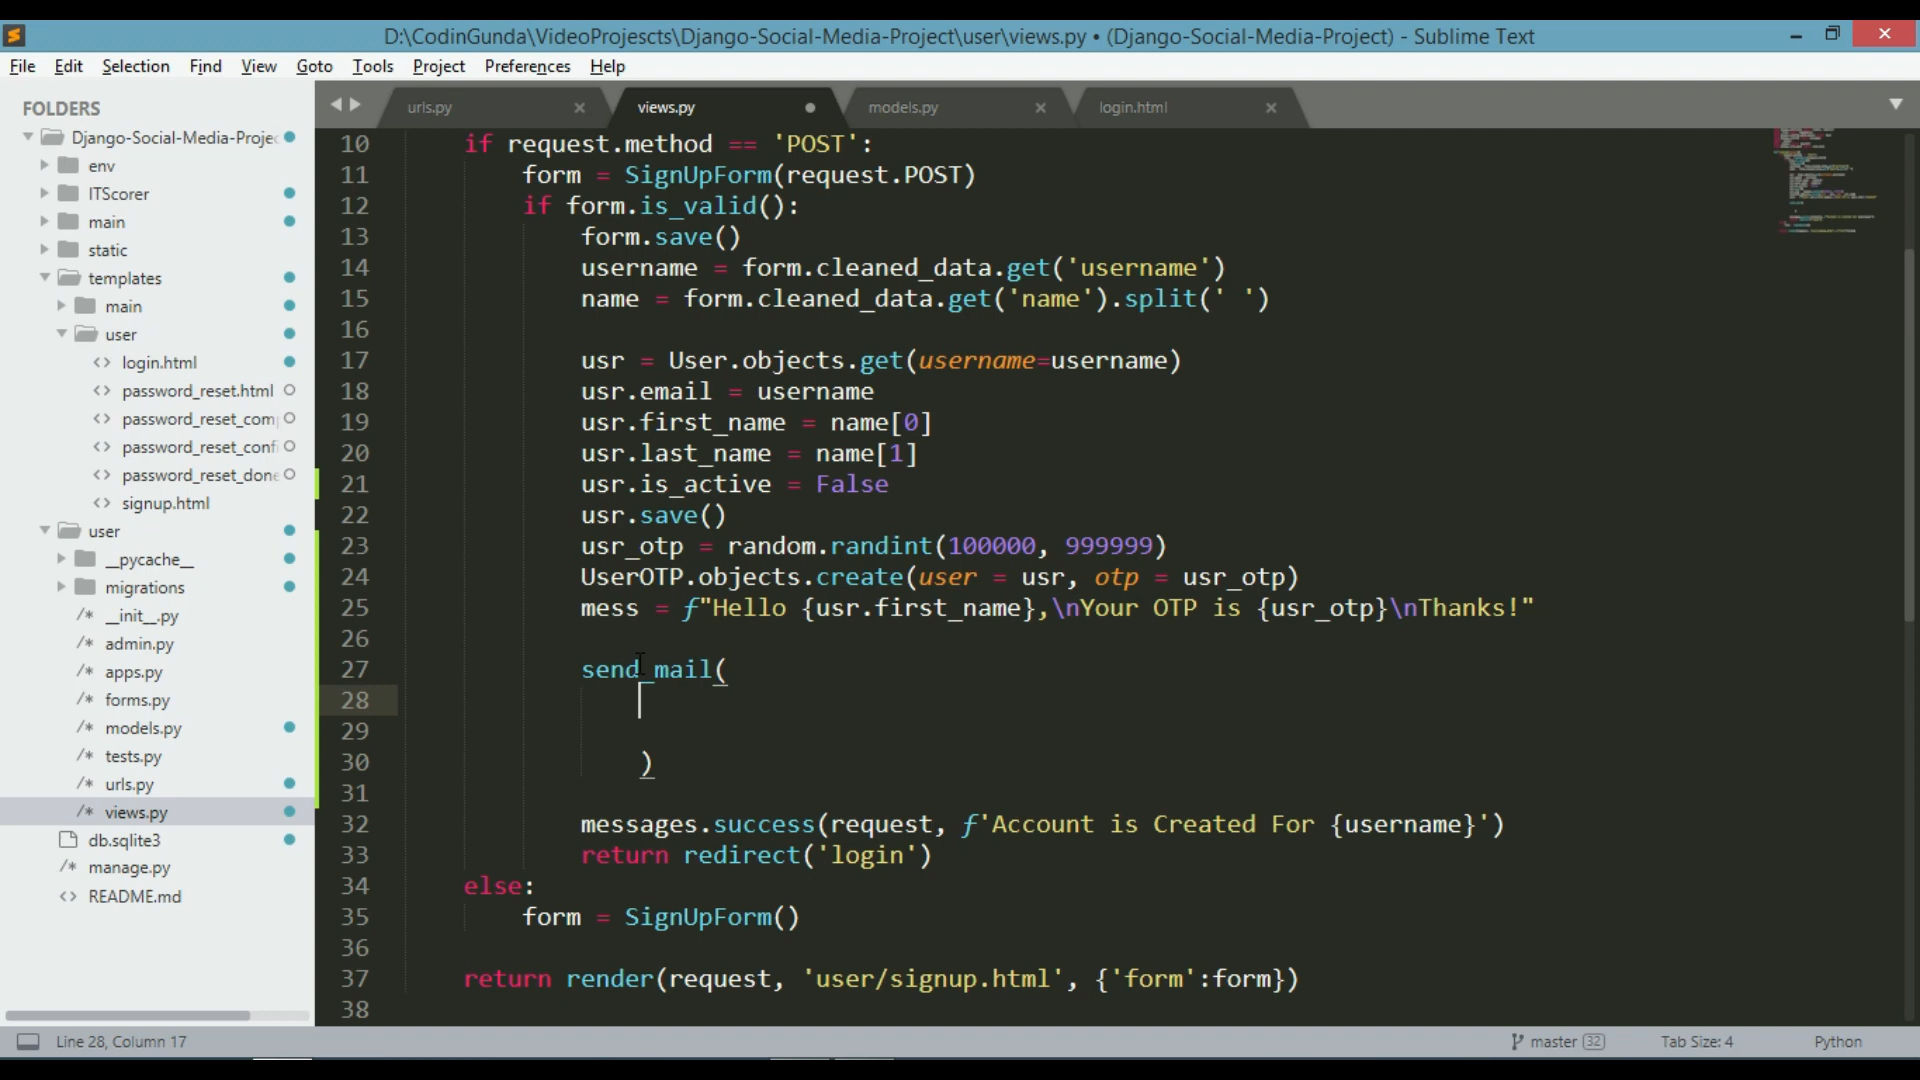 D:\CodinGunda\VideoProjescts\Django-Social-Media-Project\user\views.py • (Django-Social-Media-Project) - Sublime Text
File Edit Selection Find View Goto Tools Project Preferences Help
FOLDERS
Django-Social-Media-Projec
env
ITScorer
main
static
templates
main
user
<> login.html
<> password_reset.html
<> password_reset_com
<> password_reset_confi
<> password_reset_done
<> signup.html
user
__pycache__
migrations
/* __init__.py
/* admin.py
/* apps.py
/* forms.py
/* models.py
/* tests.py
/* urls.py
/* views.py
db.sqlite3
/* manage.py
<> README.md
urls.py views.py models.py login.html
10 if request.method == 'POST':
11 form = SignUpForm(request.POST)
12 if form.is_valid():
13 form.save()
14 username = form.cleaned_data.get('username')
15 name = form.cleaned_data.get('name').split(' ')
16
17 usr = User.objects.get(username=username)
18 usr.email = username
19 usr.first_name = name[0]
20 usr.last_name = name[1]
21 usr.is_active = False
22 usr.save()
23 usr_otp = random.randint(100000, 999999)
24 UserOTP.objects.create(user = usr, otp = usr_otp)
25 mess = f"Hello {usr.first_name},\nYour OTP is {usr_otp}\nThanks!"
26
27 send_mail(
28
29
30 )
31
32 messages.success(request, f'Account is Created For {username}')
33 return redirect('login')
34 else:
35 form = SignUpForm()
36
37 return render(request, 'user/signup.html', {'form':form})
38
Line 28, Column 17 master 32 Tab Size: 4 Python